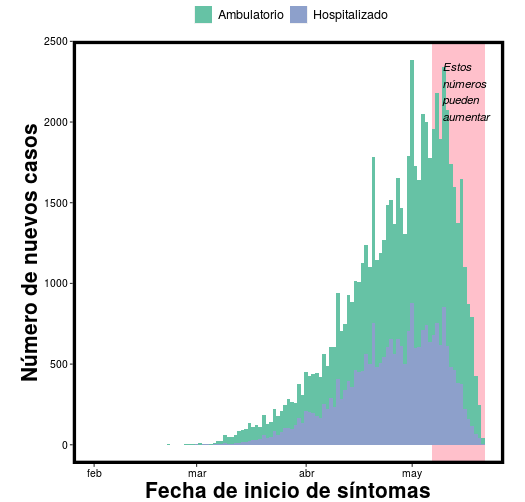 Ambulatorio Hospitalizado
2500
2000
1500
1000
500
0
Número de nuevos casos
Estos
números
pueden
aumentar
feb mar abr may
Fecha de inicio de síntomas